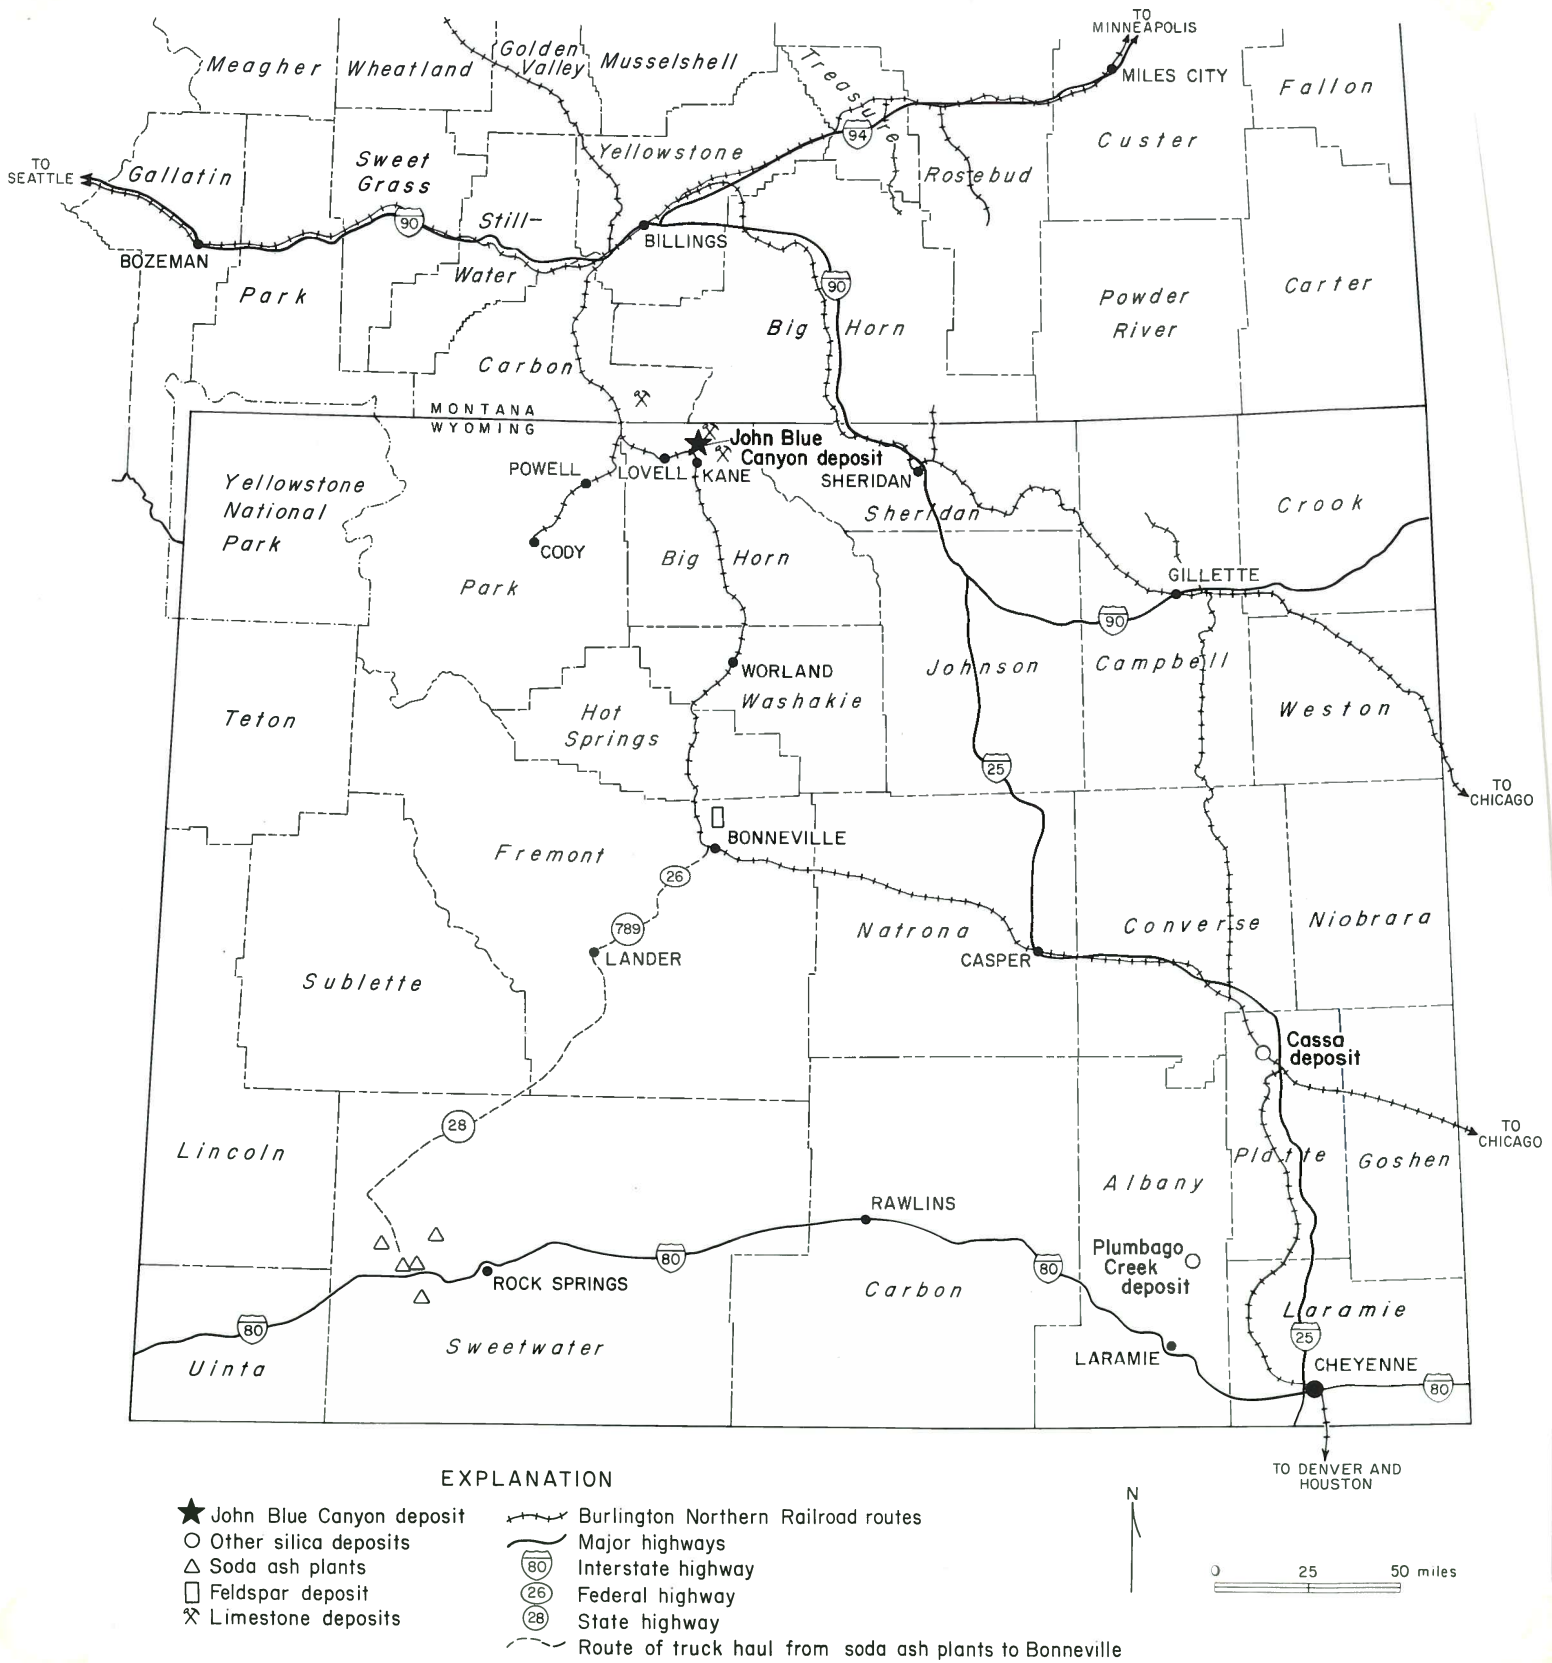 TO
MINNEAPOLIS
Meagher
Wheatland
Golden
Valley
Musselshell
Treasure
MILES CITY
Fallon
94
Custer
TO
SEATTLE
Gallatin
Sweet
Grass
Yellowstone
Rosebud
90
Still-
BOZEMAN
BILLINGS
Water
Park
90
Carter
Powder
River
Big Horn
Carbon
MONTANA
WYOMING
John Blue
Canyon deposit
POWELL
LOVELL
KANE
SHERIDAN
Yellowstone
National
Park
Sheridan
Crook
CODY
Big Horn
GILLETTE
Park
90
WORLAND
Johnson
Campbell
Washakie
Teton
Hot
Springs
Weston
25
TO
CHICAGO
BONNEVILLE
Fremont
26
789
Natrona
Converse
Niobrara
LANDER
CASPER
Sublette
Cassa
deposit
28
TO
CHICAGO
Lincoln
Platte
Goshen
Albany
RAWLINS
80
80
Plumbago
Creek
deposit
ROCK SPRINGS
Carbon
Laramie
80
25
Sweetwater
LARAMIE
CHEYENNE
Uinta
80
TO DENVER AND
HOUSTON
EXPLANATION
John Blue Canyon deposit
Other silica deposits
Soda ash plants
Feldspar deposit
Limestone deposits
Burlington Northern Railroad routes
Major highways
80 Interstate highway
26 Federal highway
28 State highway
Route of truck haul from soda ash plants to Bonneville
N
0 25 50 miles